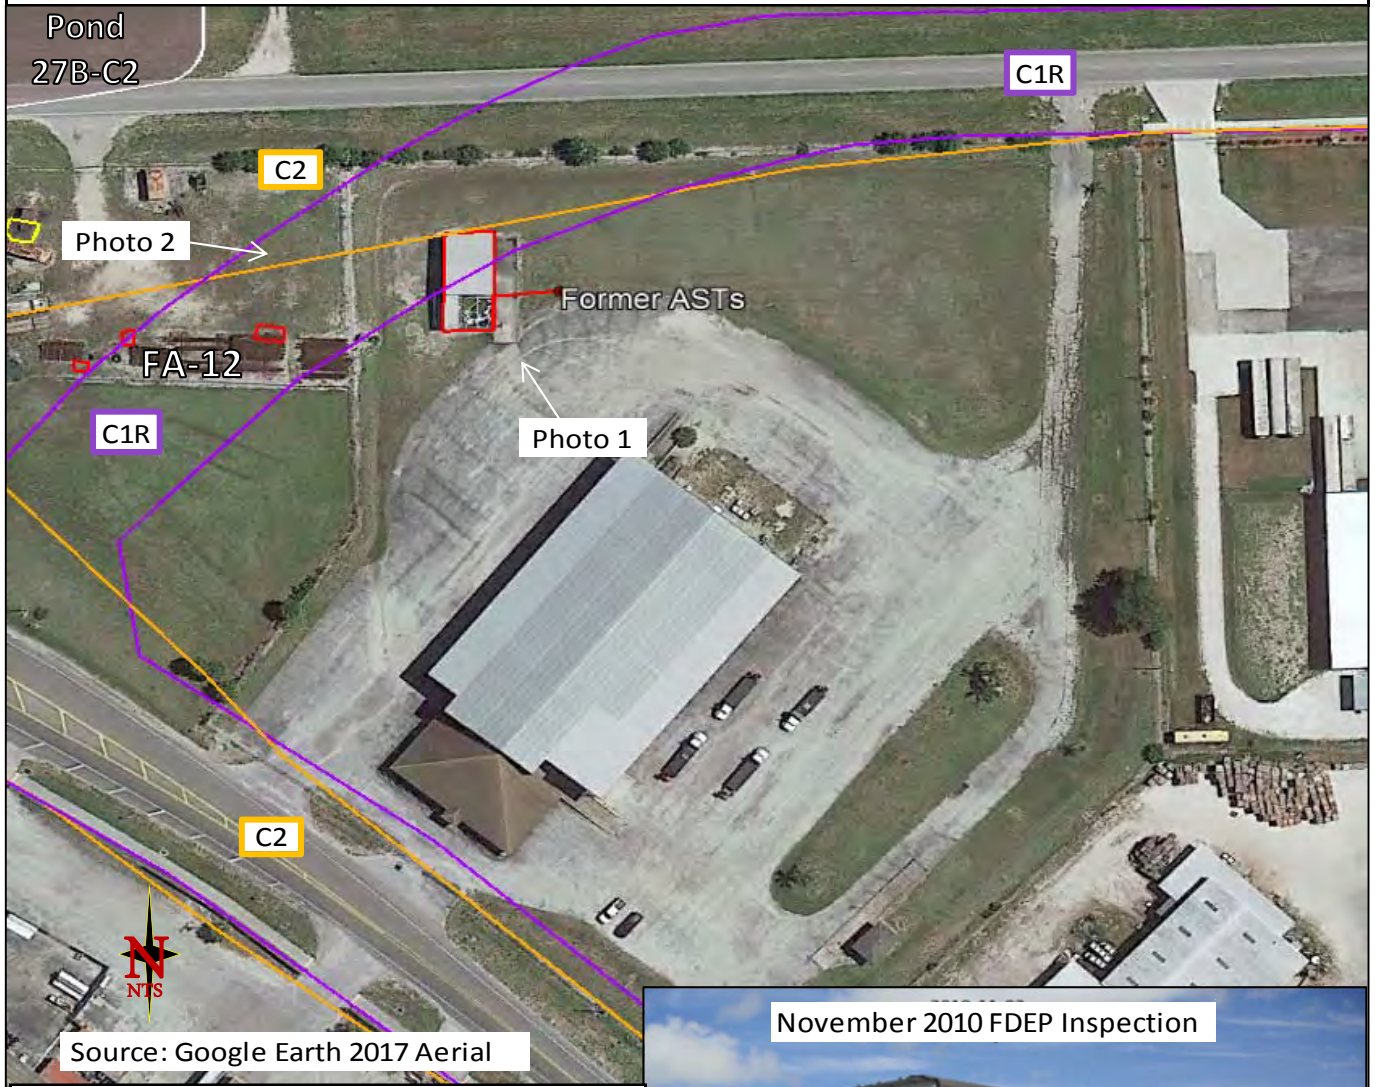 Pond
27B-C2
C1R
C2
Photo 2
Former ASTs
FA-12
C1R
Photo 1
C2
N
NTS
Source: Google Earth 2017 Aerial
November 2010 FDEP Inspection